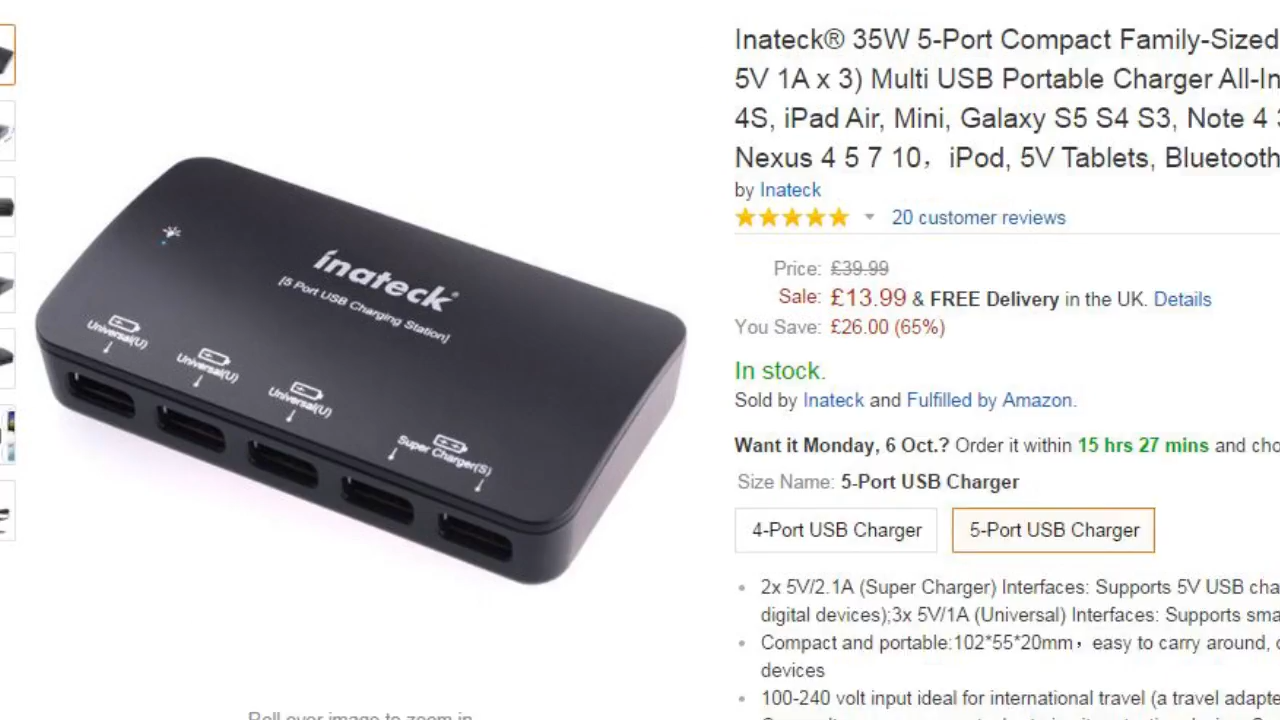 Inateck® 35W 5-Port Compact Family-Sized
5V 1A x 3) Multi USB Portable Charger All-In
4S, iPad Air, Mini, Galaxy S5 S4 S3, Note 4 3
Nexus 4 5 7 10，iPod, 5V Tablets, Bluetooth
by Inateck
20 customer reviews
Price: £39.99
Sale: £13.99 & FREE Delivery in the UK. Details
You Save: £26.00 (65%)
In stock.
Sold by Inateck and Fulfilled by Amazon.
Want it Monday, 6 Oct.? Order it within 15 hrs 27 mins and cho
Size Name: 5-Port USB Charger
4-Port USB Charger
5-Port USB Charger
2x 5V/2.1A (Super Charger) Interfaces: Supports 5V USB cha
digital devices);3x 5V/1A (Universal) Interfaces: Supports sma
Compact and portable:102*55*20mm，easy to carry around,
devices
100-240 volt input ideal for international travel (a travel adapte
inateck
[5 Port USB Charging Station]
Universal(U)
Universal(U)
Universal(U)
Super Charger(S)
Roll over image to zoom in